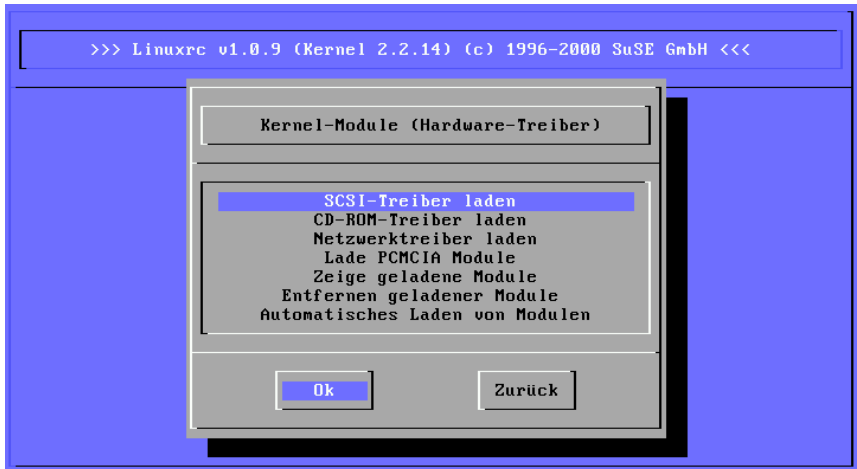 >>> Linuxrc v1.0.9 (Kernel 2.2.14) (c) 1996-2000 SuSE GmbH <<<
Kernel-Module (Hardware-Treiber)
SCSI-Treiber laden
CD-ROM-Treiber laden
Netzwerktreiber laden
Lade PCMCIA Module
Zeige geladene Module
Entfernen geladener Module
Automatisches Laden von Modulen
Ok
Zurück